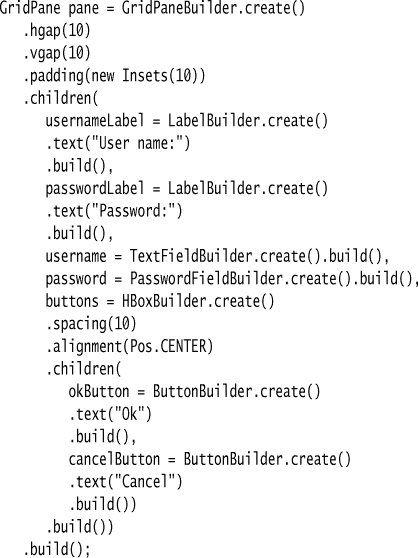 GridPane pane = GridPaneBuilder.create()
.hgap(10)
.vgap(10)
.padding(new Insets(10))
.children(
usernameLabel = LabelBuilder.create()
.text("User name:")
.build(),
passwordLabel = LabelBuilder.create()
.text("Password:")
.build(),
username = TextFieldBuilder.create().build(),
password = PasswordFieldBuilder.create().build(),
buttons = HBoxBuilder.create()
.spacing(10)
.alignment(Pos.CENTER)
.children(
okButton = ButtonBuilder.create()
.text("Ok")
.build(),
cancelButton = ButtonBuilder.create()
.text("Cancel")
.build())
.build())
.build();